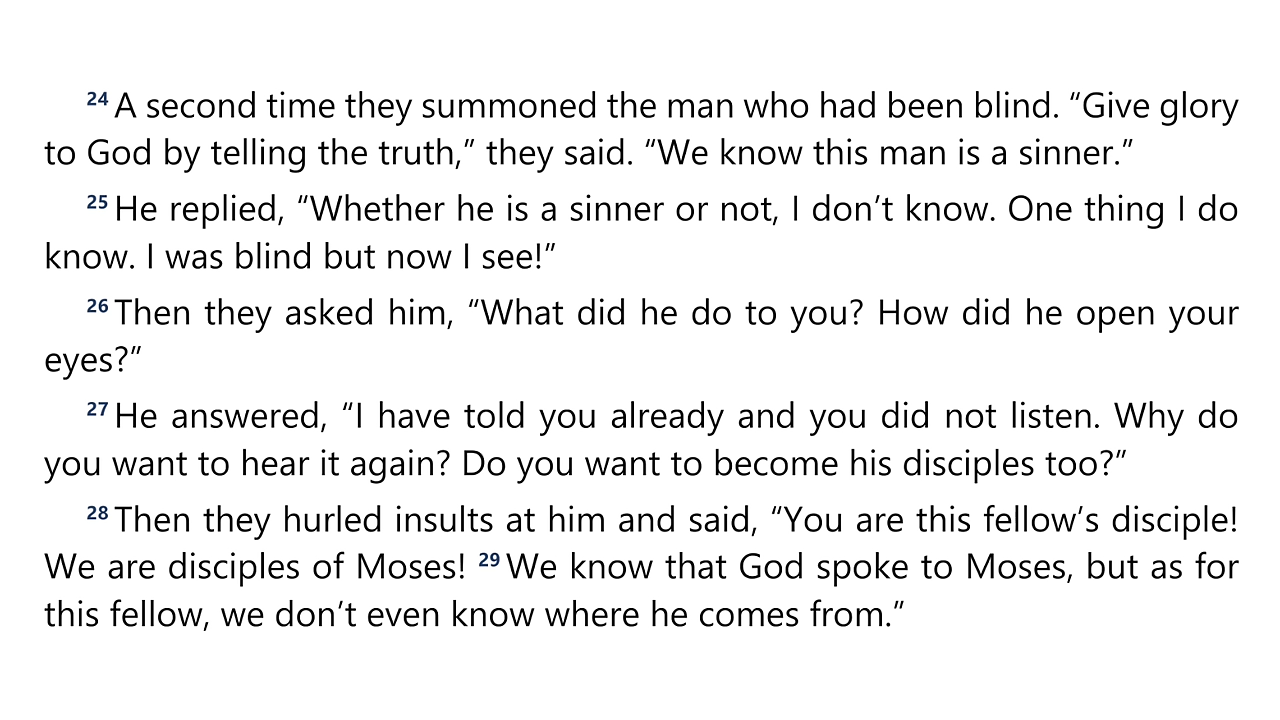 24 A second time they summoned the man who had been blind. “Give glory
to God by telling the truth,” they said. “We know this man is a sinner.”
25 He replied, “Whether he is a sinner or not, I don’t know. One thing I do
know. I was blind but now I see!”
26 Then they asked him, “What did he do to you? How did he open your
eyes?”
27 He answered, “I have told you already and you did not listen. Why do
you want to hear it again? Do you want to become his disciples too?”
28 Then they hurled insults at him and said, “You are this fellow’s disciple!
We are disciples of Moses! 29 We know that God spoke to Moses, but as for
this fellow, we don’t even know where he comes from.”